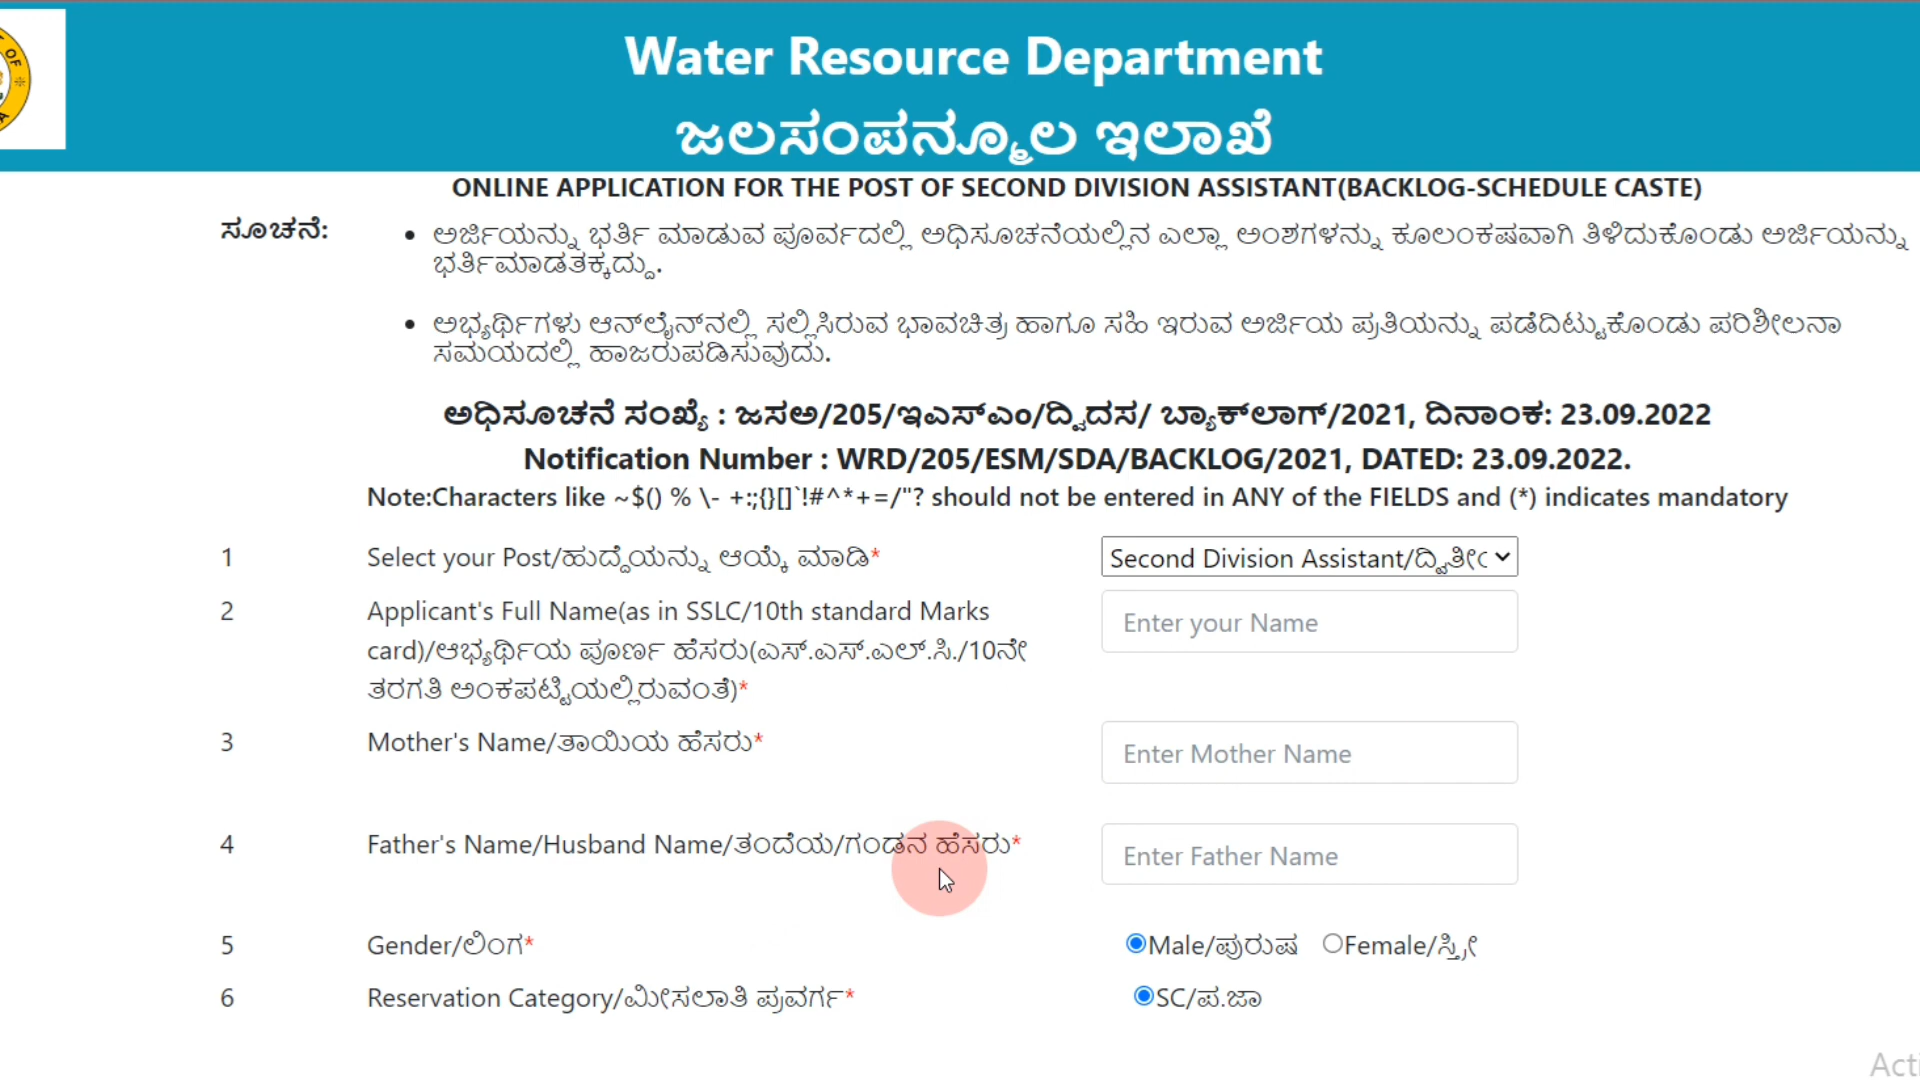 OF
Water Resource Department
ಜಲಸಂಪನ್ಮೂಲ ಇಲಾಖೆ
ONLINE APPLICATION FOR THE POST OF SECOND DIVISION ASSISTANT(BACKLOG-SCHEDULE CASTE)
ಸೂಚನೆ:
• ಅರ್ಜಿಯನ್ನು ಭರ್ತಿ ಮಾಡುವ ಪೂರ್ವದಲ್ಲಿ ಅಧಿಸೂಚನೆಯಲ್ಲಿನ ಎಲ್ಲಾ ಅಂಶಗಳನ್ನು ಕೂಲಂಕಷವಾಗಿ ತಿಳಿದುಕೊಂಡು ಅರ್ಜಿಯನ್ನು
ಭರ್ತಿಮಾಡತಕ್ಕದ್ದು.
• ಅಭ್ಯರ್ಥಿಗಳು ಆನ್‌ಲೈನ್‌ನಲ್ಲಿ ಸಲ್ಲಿಸಿರುವ ಭಾವಚಿತ್ರ ಹಾಗೂ ಸಹಿ ಇರುವ ಅರ್ಜಿಯ ಪ್ರತಿಯನ್ನು ಪಡೆದಿಟ್ಟುಕೊಂಡು ಪರಿಶೀಲನಾ
ಸಮಯದಲ್ಲಿ ಹಾಜರುಪಡಿಸುವುದು.
ಅಧಿಸೂಚನೆ ಸಂಖ್ಯೆ : ಜಸಅ/205/ಇಎಸ್ಎಂ/ದ್ವಿದಸ/ ಬ್ಯಾಕ್‌ಲಾಗ್/2021, ದಿನಾಂಕ: 23.09.2022
Notification Number : WRD/205/ESM/SDA/BACKLOG/2021, DATED: 23.09.2022.
Note:Characters like ~$() % \- +:;{}[]`!#^*+=/"? should not be entered in ANY of the FIELDS and (*) indicates mandatory
1 Select your Post/ಹುದ್ದೆಯನ್ನು ಆಯ್ಕೆ ಮಾಡಿ* Second Division Assistant/ದ್ವಿತೀಯ
2 Applicant's Full Name(as in SSLC/10th standard Marks Enter your Name
card)/ಆಭ್ಯರ್ಥಿಯ ಪೂರ್ಣ ಹೆಸರು(ಎಸ್.ಎಸ್.ಎಲ್.ಸಿ./10ನೇ
ತರಗತಿ ಅಂಕಪಟ್ಟಿಯಲ್ಲಿರುವಂತೆ)*
3 Mother's Name/ತಾಯಿಯ ಹೆಸರು* Enter Mother Name
4 Father's Name/Husband Name/ತಂದೆಯ/ಗಂಡನ ಹೆಸರು* Enter Father Name
5 Gender/ಲಿಂಗ* Male/ಪುರುಷ Female/ಸ್ತ್ರೀ
6 Reservation Category/ಮೀಸಲಾತಿ ಪ್ರವರ್ಗ* SC/ಪ.ಜಾ
Acti